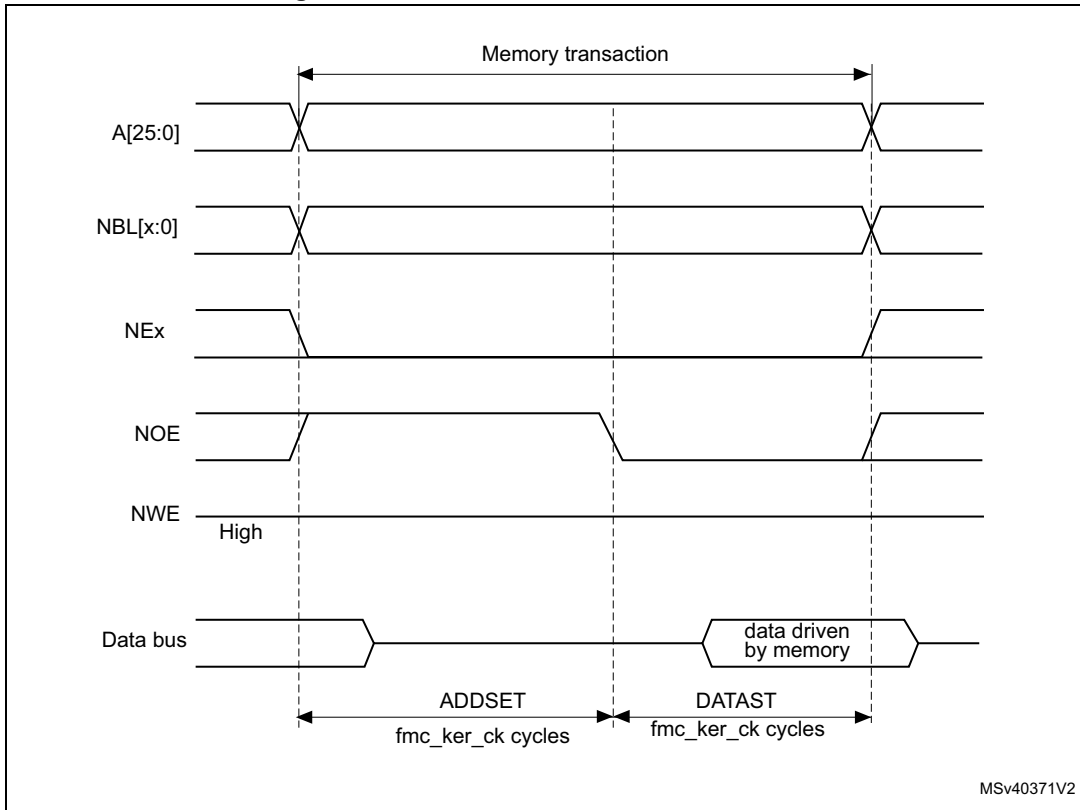 Memory transaction
A[25:0]
NBL[x:0]
NEx
NOE
NWE
High
Data bus
data driven
by memory
ADDSET
DATAST
fmc_ker_ck cycles
fmc_ker_ck cycles
MSv40371V2